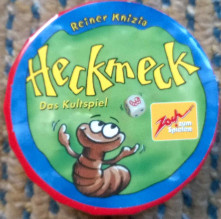 Reiner Knizia
Heckmeck
Das Kultspiel
Zoch
zum
Spielen